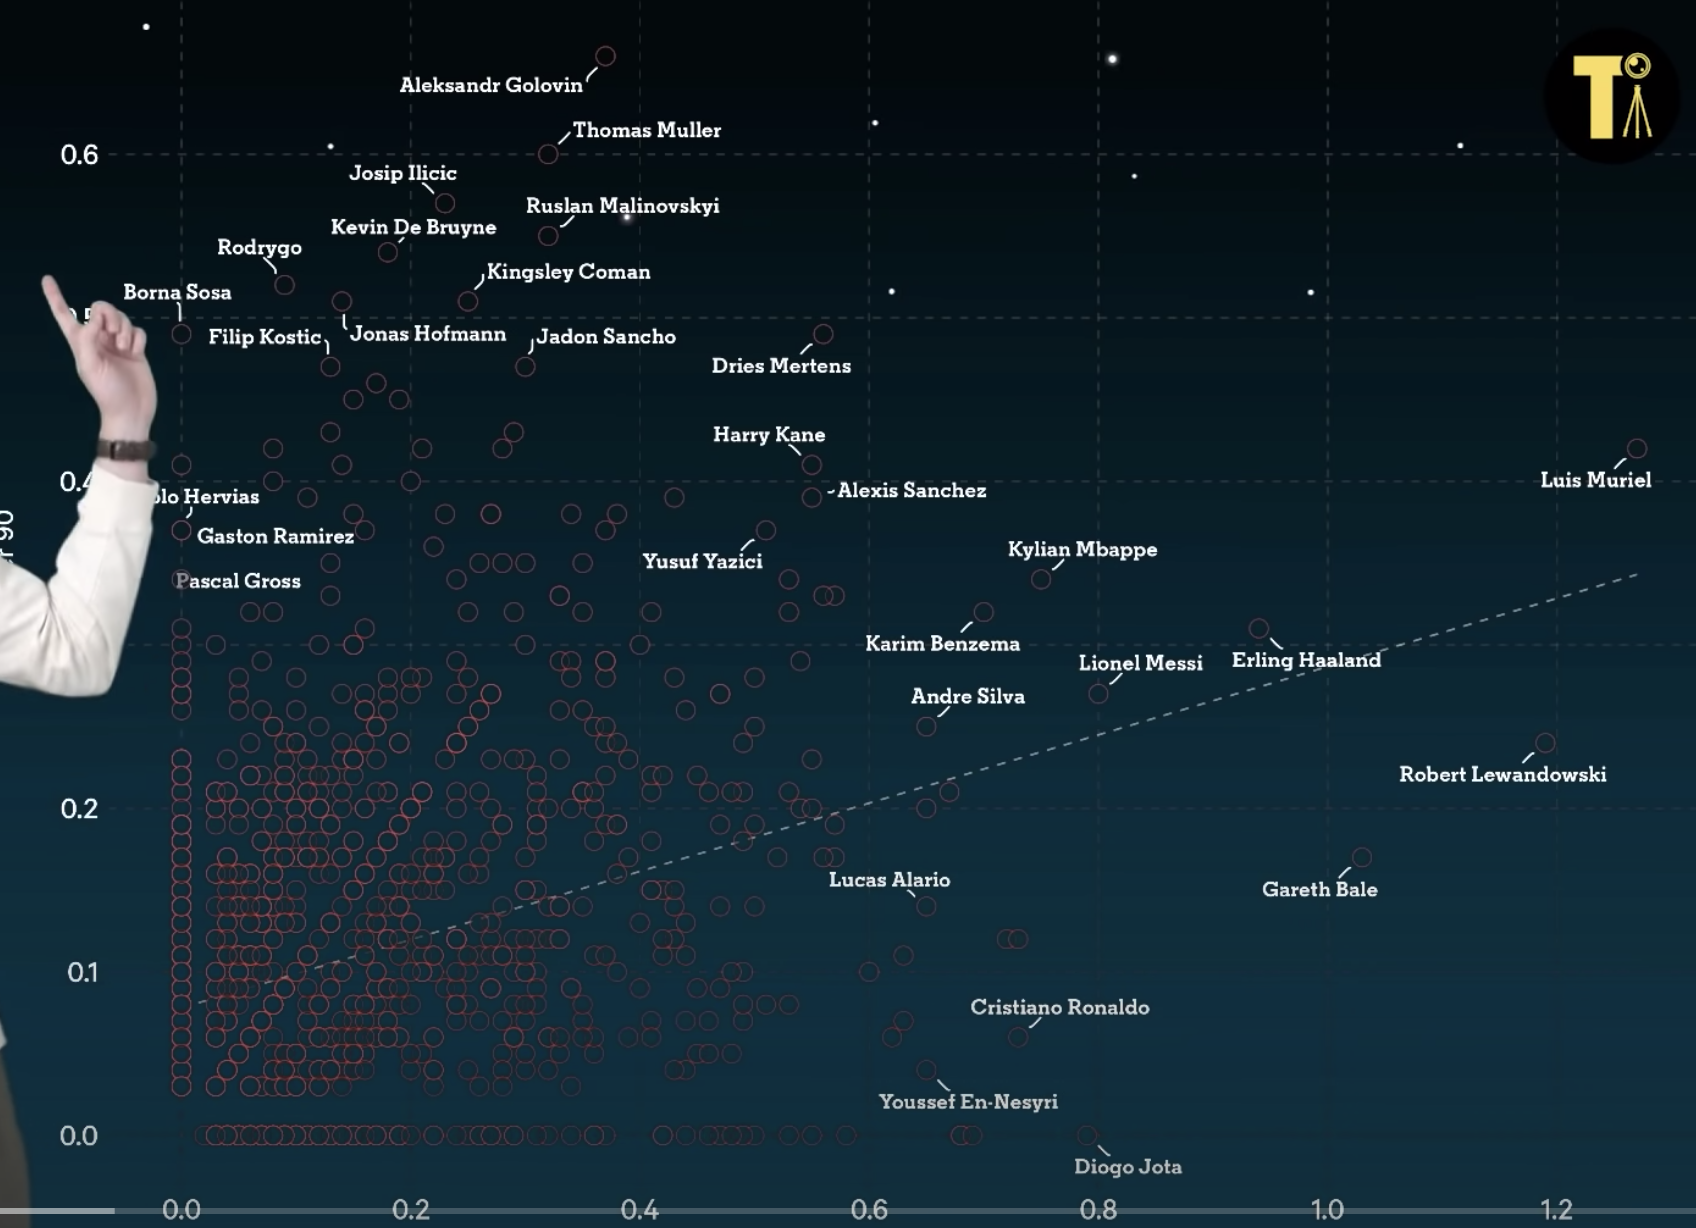 T
Aleksandr Golovin
Thomas Muller
0.6
Josip Ilicic
Ruslan Malinovskyi
Kevin De Bruyne
Rodrygo
Kingsley Coman
Borna Sosa
Filip Kostic
Jonas Hofmann
Jadon Sancho
Dries Mertens
Harry Kane
Luis Muriel
Alexis Sanchez
Hervias
Gaston Ramirez
Kylian Mbappe
Yusuf Yazici
90
Pascal Gross
Karim Benzema
Erling Haaland
Lionel Messi
Andre Silva
Robert Lewandowski
0.2
Lucas Alario
Gareth Bale
0.1
Cristiano Ronaldo
Youssef En-Nesyri
0.0
Diogo Jota
0.0 0.2 0.4 0.6 0.8 1.0 1.2